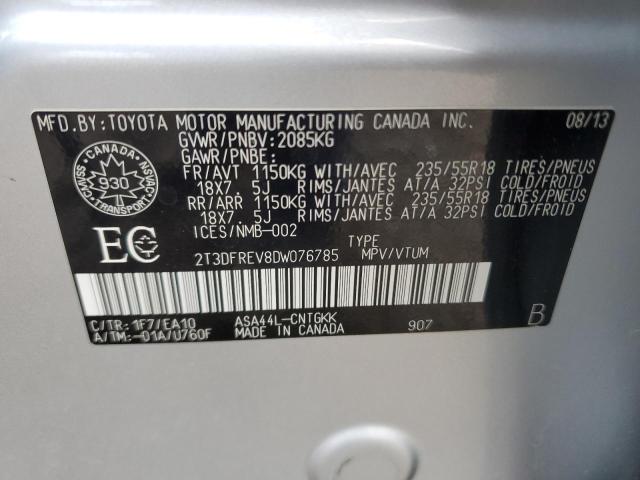 MFD.BY:TOYOTA MOTOR MANUFACTURING CANADA INC. 08/13
GVWR/PNBV:2085KG
GAWR/PNBE:
FR/AVT 1150KG WITH/AVEC 235/55R18 TIRES/PNEUS
18X7.5J RIMS/JANTES AT/A 32PSI COLD/FROID
RR/ARR 1150KG WITH/AVEC 235/55R18 TIRES/PNEUS
18X7.5J RIMS/JANTES AT/A 32PSI COLD/FROID
ICES/NMB-002 TYPE
2T3DFREV8DW076785 MPV/VTUM
CANADA
930
TRANSPORT
EC
C/TR:1F7/EA10 ASA44L-CNTGKK 907 B
A/TM:-01A/U760F MADE IN CANADA